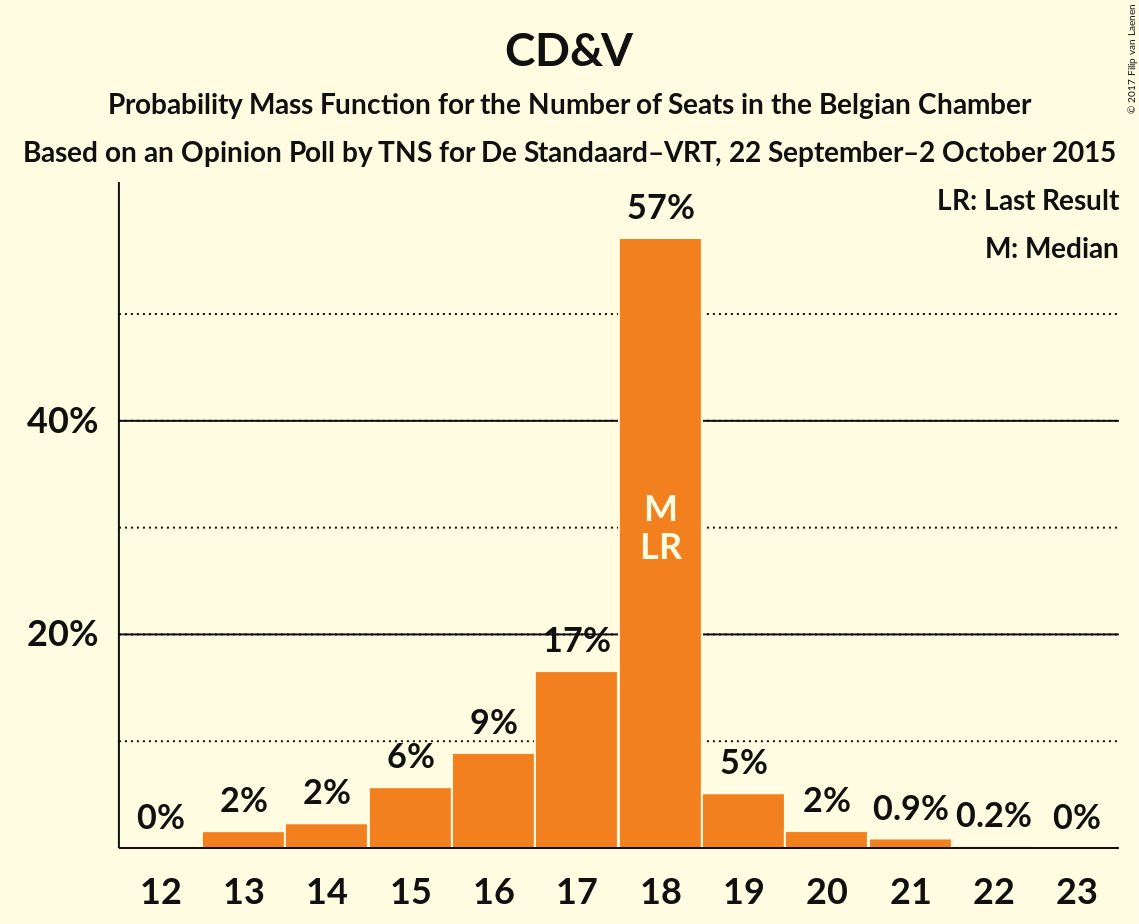 CD&V
Probability Mass Function for the Number of Seats in the Belgian Chamber
Based on an Opinion Poll by TNS for De Standaard–VRT, 22 September–2 October 2015
© 2017 Filip van Laenen
LR: Last Result
M: Median
40%
20%
0%
2%
2%
6%
9%
17%
57%
M
LR
5%
2%
0.9%
0.2%
0%
12 13 14 15 16 17 18 19 20 21 22 23